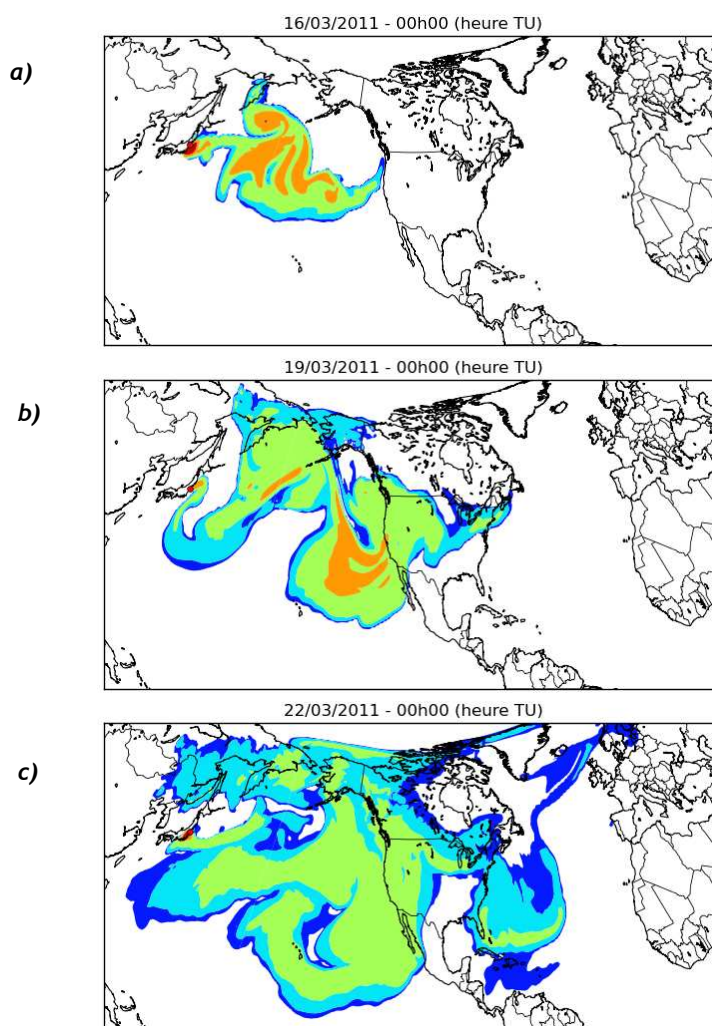 16/03/2011 - 00h00 (heure TU)
a)
19/03/2011 - 00h00 (heure TU)
b)
22/03/2011 - 00h00 (heure TU)
c)